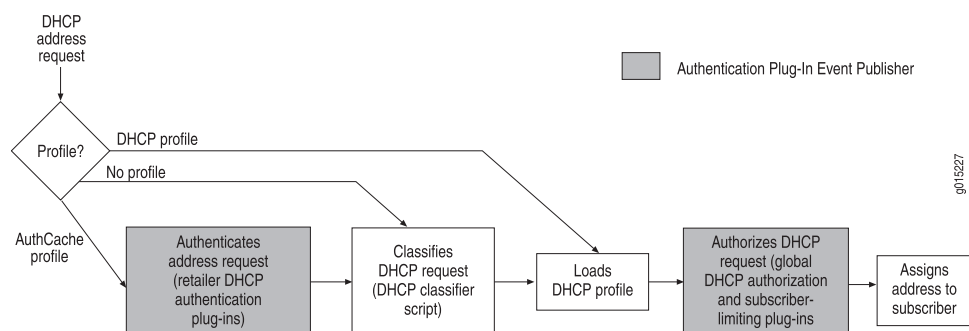 DHCP
address
request
Authentication Plug-In Event Publisher
Profile?
DHCP profile
No profile
g015227
AuthCache
profile
Authenticates
address request
(retailer DHCP
authentication
plug-ins)
Classifies
DHCP request
(DHCP classifier
script)
Loads
DHCP profile
Authorizes DHCP
request (global
DHCP authorization
and subscriber-
limiting plug-ins
Assigns
address to
subscriber